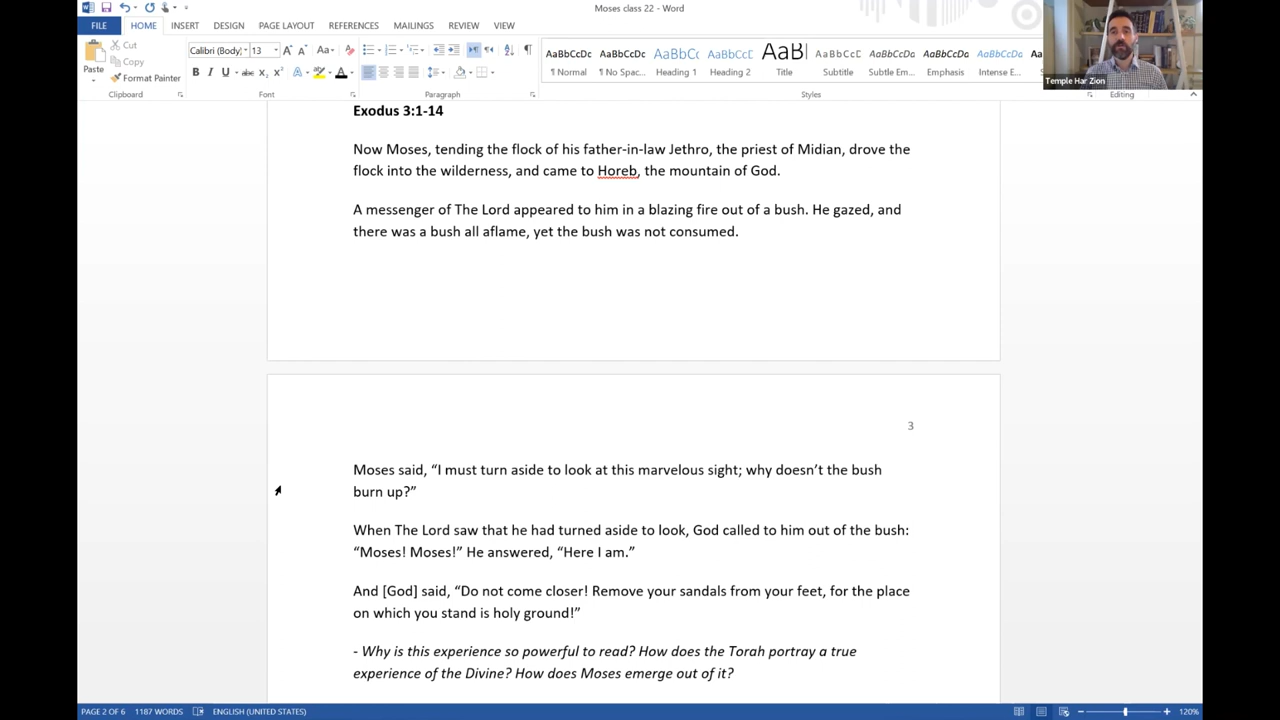 Moses class 22 - Word
FILE HOME INSERT DESIGN PAGE LAYOUT REFERENCES MAILINGS REVIEW VIEW
Cut
Copy
Paste
Format Painter
Calibri (Body) 13
AaBbCcDc AaBbCcDc AaBbCc AaBbCcC AaB AaBbCcC AaBbCcDc AaBbCcDc AaBbCcDc
¶ Normal ¶ No Spac... Heading 1 Heading 2 Title Subtitle Subtle Em... Emphasis Intense E...
Clipboard Font Paragraph Styles Editing
Temple Har Zion
Exodus 3:1-14
Now Moses, tending the flock of his father-in-law Jethro, the priest of Midian, drove the
flock into the wilderness, and came to Horeb, the mountain of God.
A messenger of The Lord appeared to him in a blazing fire out of a bush. He gazed, and
there was a bush all aflame, yet the bush was not consumed.
3
Moses said, “I must turn aside to look at this marvelous sight; why doesn’t the bush
burn up?”
When The Lord saw that he had turned aside to look, God called to him out of the bush:
“Moses! Moses!” He answered, “Here I am.”
And [God] said, “Do not come closer! Remove your sandals from your feet, for the place
on which you stand is holy ground!”
- Why is this experience so powerful to read? How does the Torah portray a true
experience of the Divine? How does Moses emerge out of it?
PAGE 2 OF 6 1187 WORDS ENGLISH (UNITED STATES) 120%